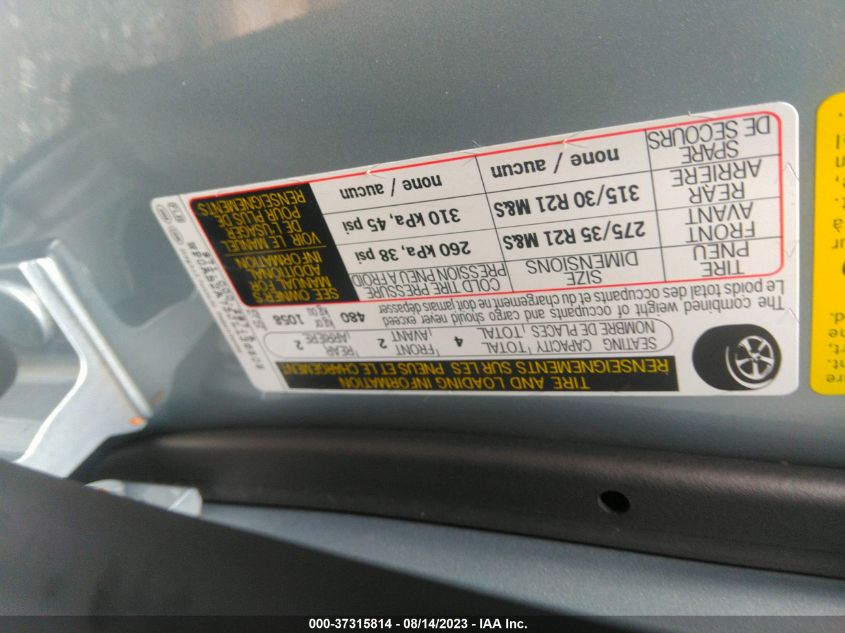 TIRE AND LOADING INFORMATION
RENSEIGNEMENTS SUR LES PNEUS ET LE CHARGEMENT
SEATING CAPACITY TOTAL 4 FRONT 2 REAR 2
NOMBRE DE PLACES TOTAL AVANT ARRIÈRE
The combined weight of occupants and cargo should never exceed 480 kg or 1058
Le poids total des occupants et du chargement ne doit jamais dépasser kg ou
TIRE SIZE COLD TIRE PRESSURE
PNEU DIMENSIONS PRESSION PNEU À FROID
FRONT 275/35 R21 M&S 260 kPa, 38 psi
AVANT
REAR 315/30 R21 M&S 310 kPa, 45 psi
ARRIÈRE
SPARE none / aucun none / aucun
DE SECOURS
SEE OWNER'S
MANUAL FOR
ADDITIONAL
INFORMATION
VOIR LE MANUEL
DE L'USAGER
POUR PLUS DE
RENSEIGNEMENTS
000-37315814 - 08/14/2023 - IAA Inc.